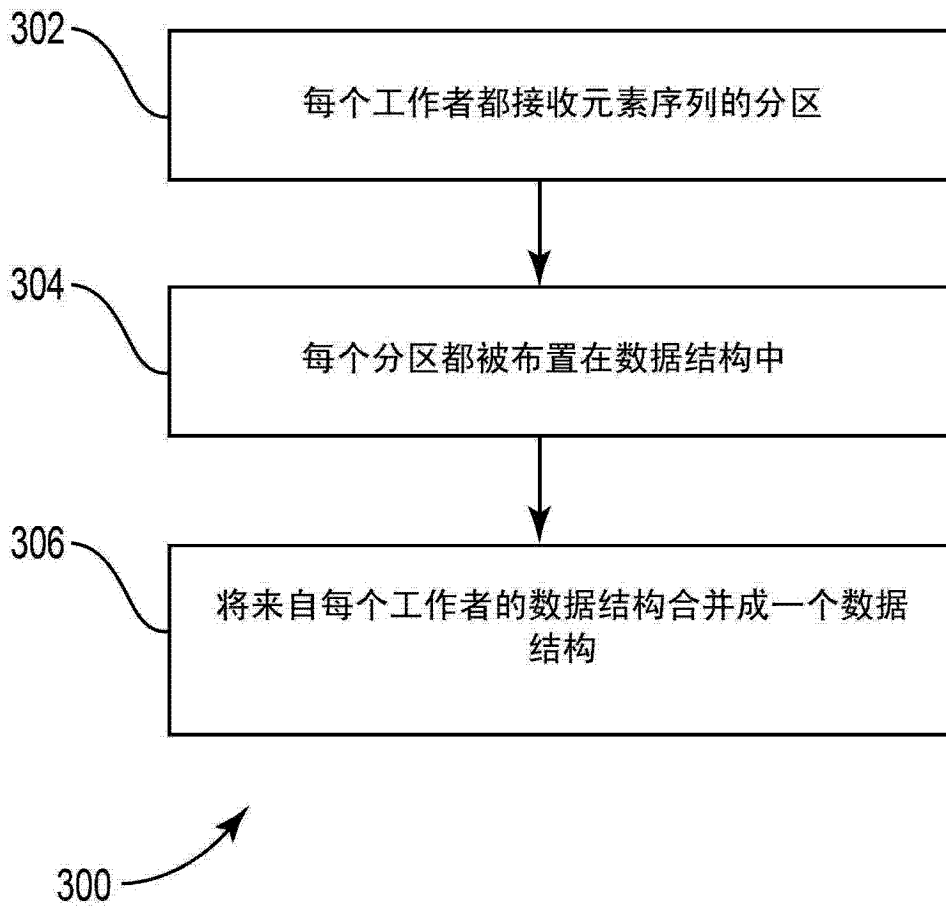 302
每个工作者都接收元素序列的分区
304
每个分区都被布置在数据结构中
306
将来自每个工作者的数据结构合并成一个数据
结构
300